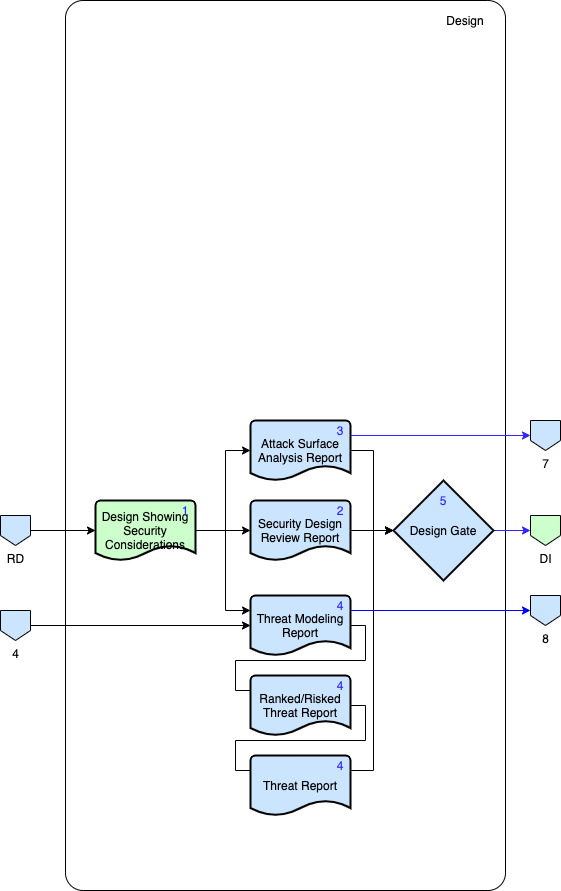 Design
3
Attack Surface
Analysis Report
7
1
Design Showing
Security
Considerations
2
Security Design
Review Report
5
Design Gate
RD
DI
4
Threat Modeling
Report
4
8
4
Ranked/Risked
Threat Report
4
Threat Report